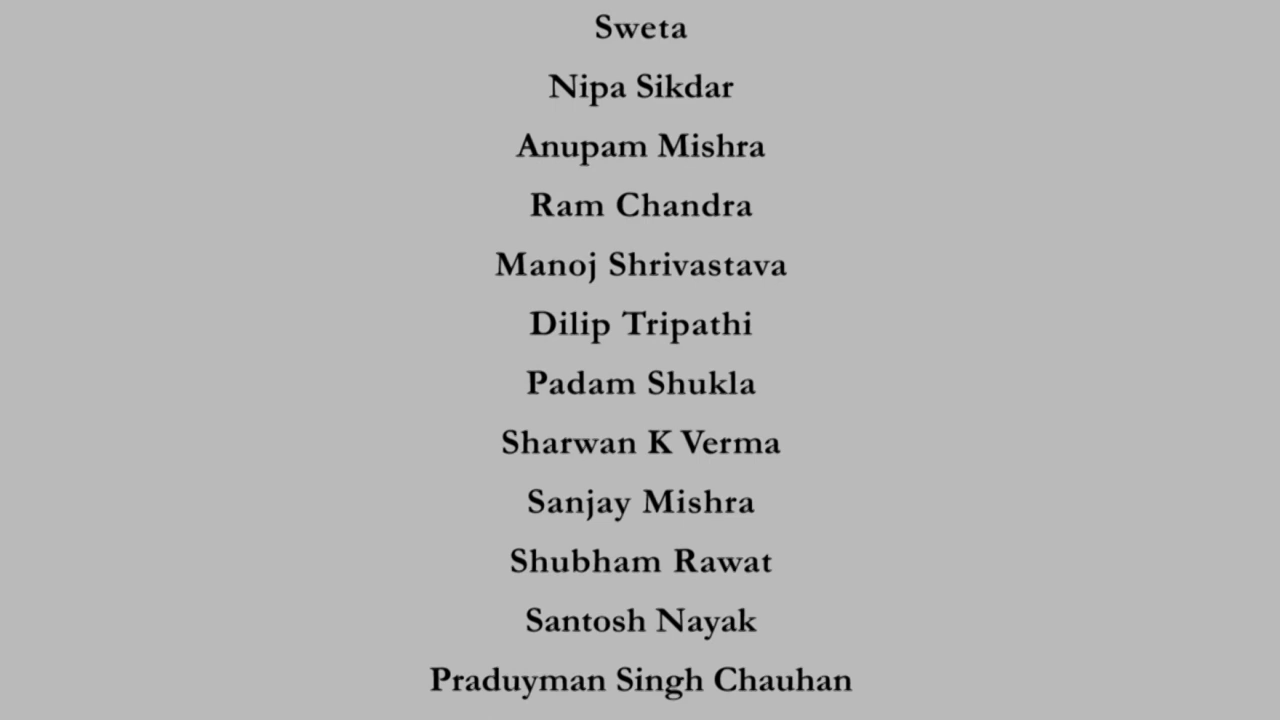 Sweta
Nipa Sikdar
Anupam Mishra
Ram Chandra
Manoj Shrivastava
Dilip Tripathi
Padam Shukla
Sharwan K Verma
Sanjay Mishra
Shubham Rawat
Santosh Nayak
Praduyman Singh Chauhan